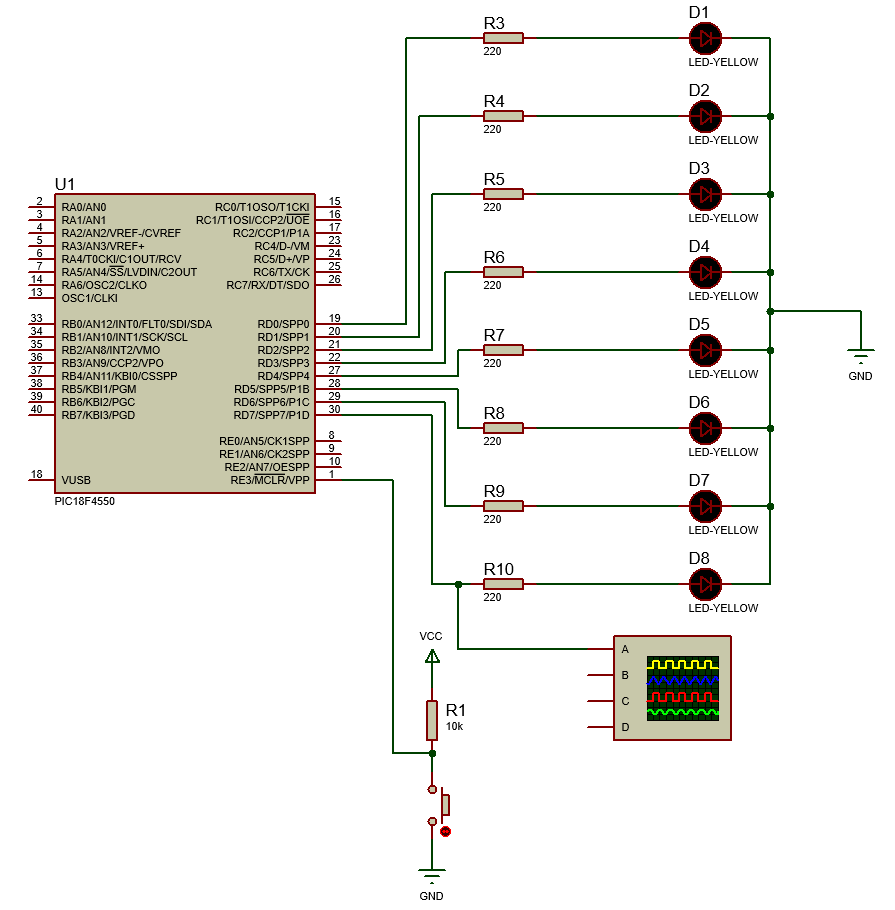 U1
2 RA0/AN0
3 RA1/AN1
4 RA2/AN2/VREF-/CVREF
5 RA3/AN3/VREF+
6 RA4/T0CKI/C1OUT/RCV
7 RA5/AN4/SS/LVDIN/C2OUT
14 RA6/OSC2/CLKO
13 OSC1/CLKI
33 RB0/AN12/INT0/FLT0/SDI/SDA
34 RB1/AN10/INT1/SCK/SCL
35 RB2/AN8/INT2/VMO
36 RB3/AN9/CCP2/VPO
37 RB4/AN11/KBI0/CSSPP
38 RB5/KBI1/PGM
39 RB6/KBI2/PGC
40 RB7/KBI3/PGD
18 VUSB
RC0/T1OSO/T1CKI 15
RC1/T1OSI/CCP2/UOE 16
RC2/CCP1/P1A 17
RC4/D-/VM 23
RC5/D+/VP 24
RC6/TX/CK 25
RC7/RX/DT/SDO 26
RD0/SPP0 19
RD1/SPP1 20
RD2/SPP2 21
RD3/SPP3 22
RD4/SPP4 27
RD5/SPP5/P1B 28
RD6/SPP6/P1C 29
RD7/SPP7/P1D 30
RE0/AN5/CK1SPP 8
RE1/AN6/CK2SPP 9
RE2/AN7/OESPP 10
RE3/MCLR/VPP 1
PIC18F4550
R3
220
D1
LED-YELLOW
R4
220
D2
LED-YELLOW
R5
220
D3
LED-YELLOW
R6
220
D4
LED-YELLOW
R7
220
D5
LED-YELLOW
R8
220
D6
LED-YELLOW
R9
220
D7
LED-YELLOW
R10
220
D8
LED-YELLOW
GND
VCC
R1
10k
GND
A
B
C
D